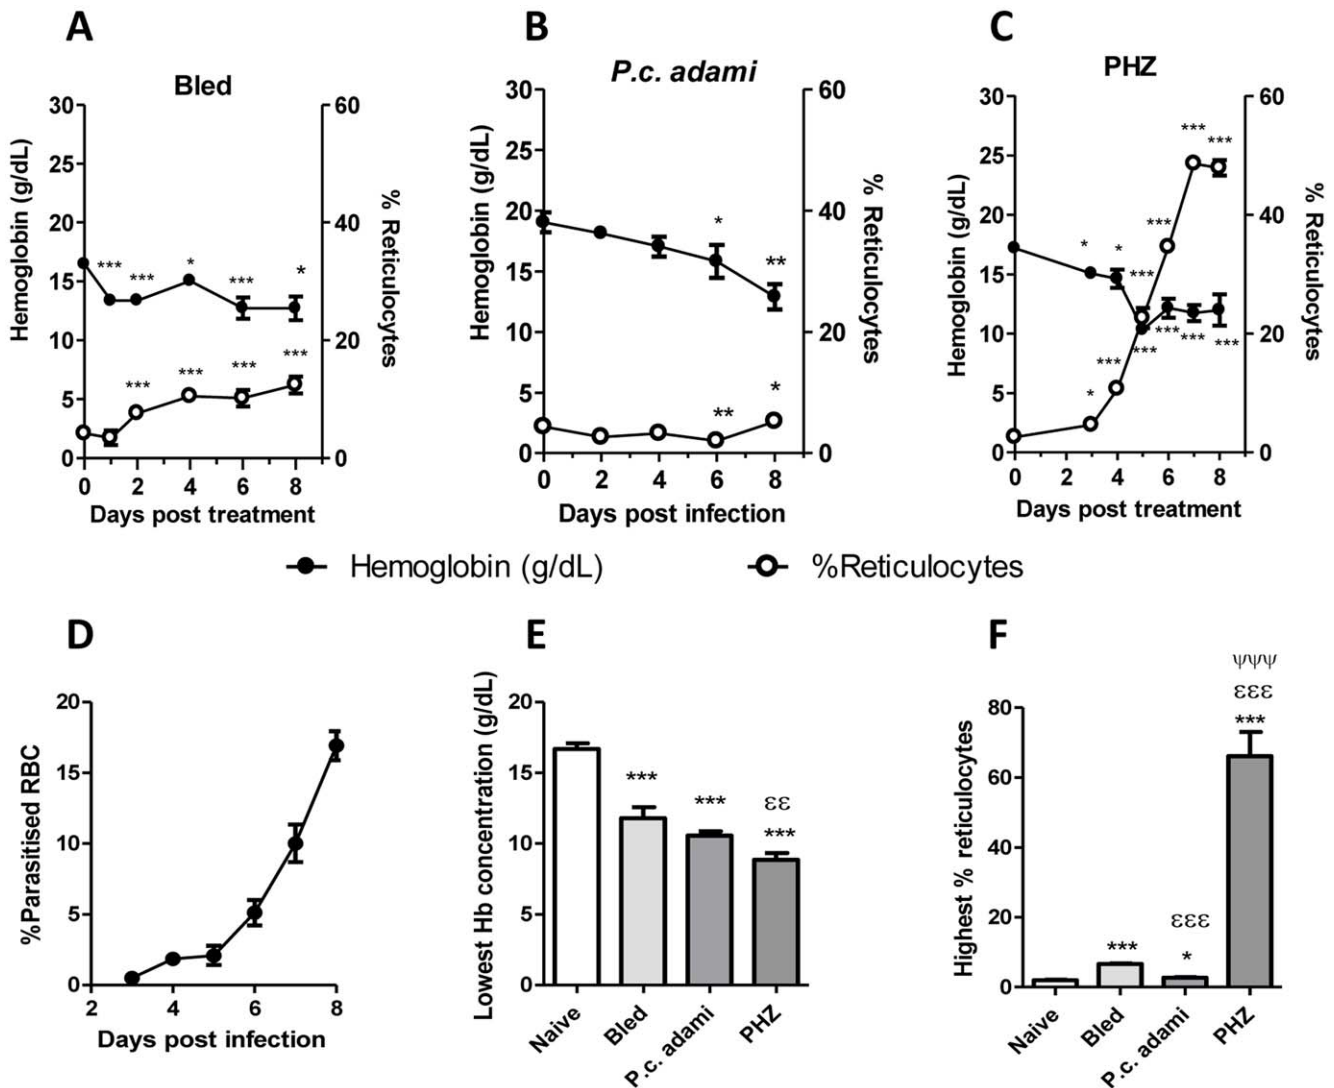 A
Bled
Hemoglobin (g/dL)
30
25
20
15
10
5
0
*** *** * *** *
*** *** *** ***
60
40
20
0
% Reticulocytes
0 2 4 6 8
Days post treatment
B
P.c. adami
Hemoglobin (g/dL)
30
25
20
15
10
5
0
* **
** *
60
40
20
0
% Reticulocytes
0 2 4 6 8
Days post infection
C
PHZ
Hemoglobin (g/dL)
30
25
20
15
10
5
0
*** ***
***
* * ***
*** *** *** ***
***
*
60
40
20
0
% Reticulocytes
0 2 4 6 8
Days post treatment
Hemoglobin (g/dL) %Reticulocytes
D
%Parasitised RBC
20
15
10
5
0
2 4 6 8
Days post infection
E
Lowest Hb concentration (g/dL)
20
15
10
5
0
***
***
εε
***
Naive Bled P.c. adami PHZ
F
Highest % reticulocytes
80
60
40
20
0
***
εεε
*
ψψψ
εεε
***
Naive Bled P.c. adami PHZ